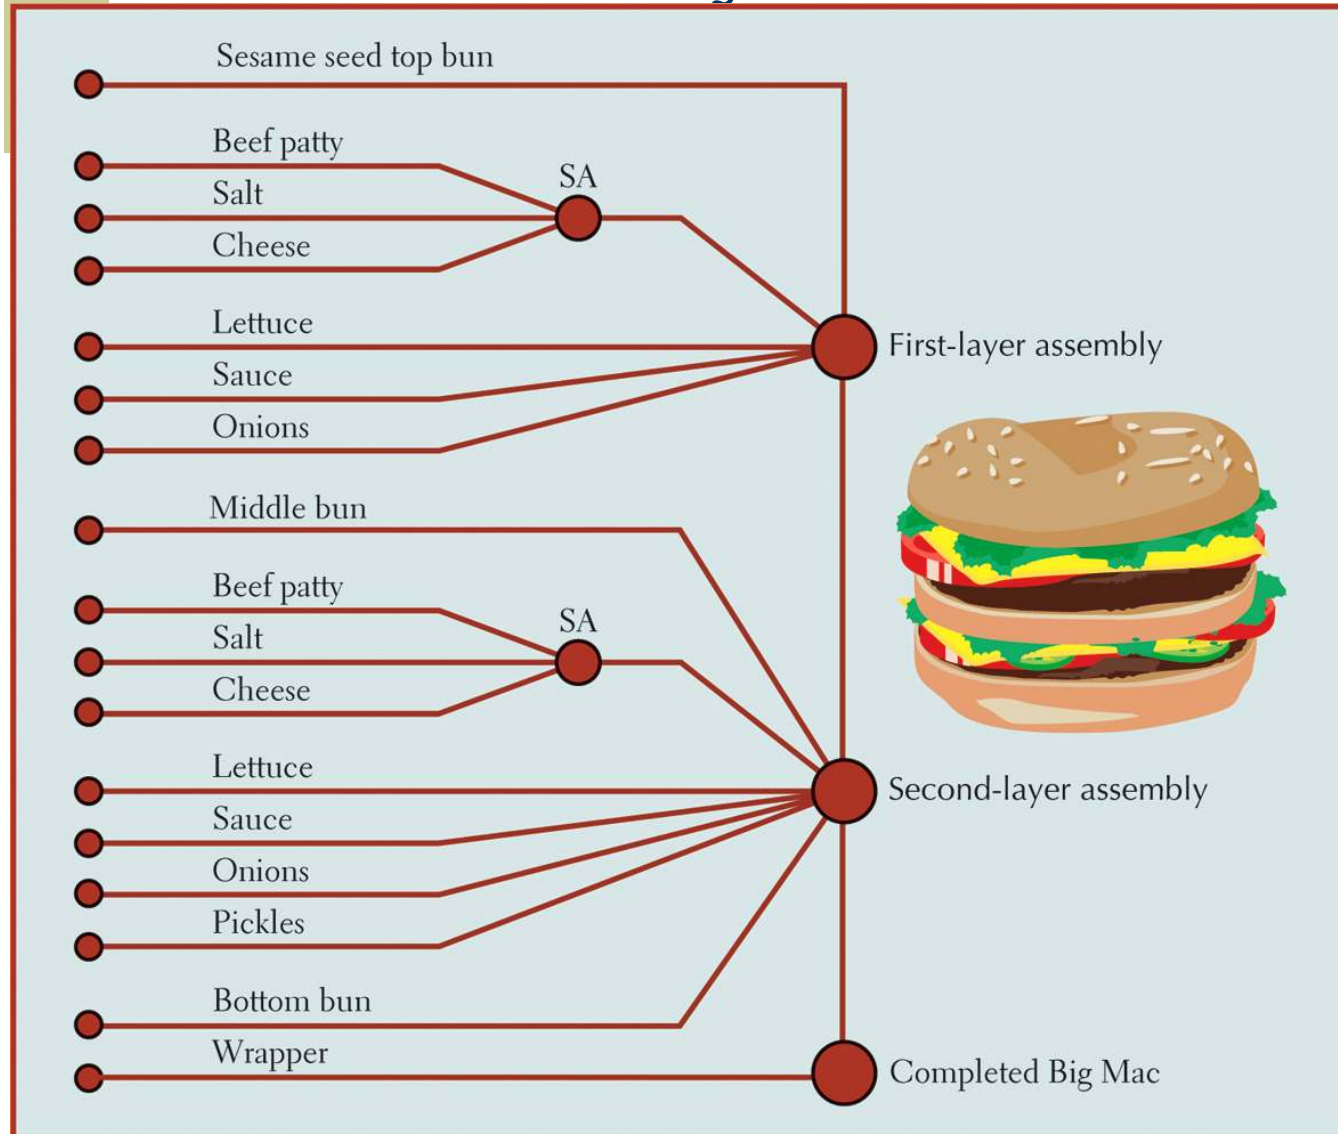 Sesame seed top bun
Beef patty
SA
Salt
Cheese
Lettuce
First-layer assembly
Sauce
Onions
Middle bun
Beef patty
SA
Salt
Cheese
Lettuce
Second-layer assembly
Sauce
Onions
Pickles
Bottom bun
Wrapper
Completed Big Mac